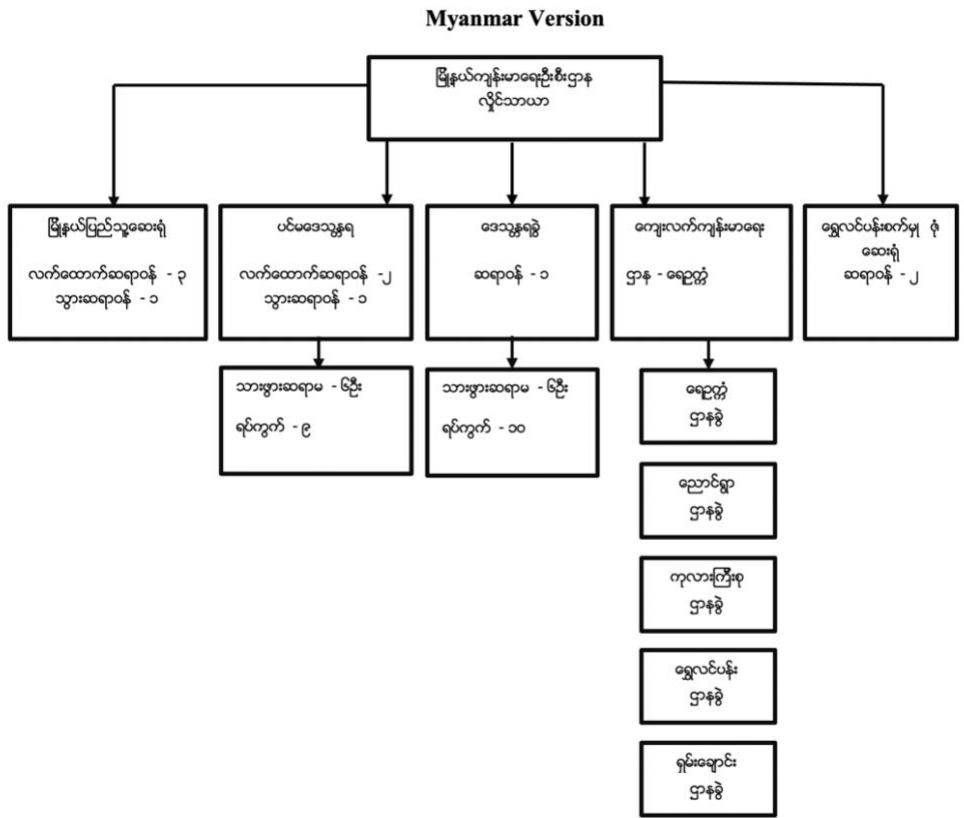 Myanmar Version
မြို့နယ်ကျန်းမာရေးဦးစီးဌာန
လှိုင်သာယာ
မြို့နယ်ပြည်သူ့ဆေးရုံ
လက်ထောက်ဆရာဝန် - ၃
သွားဆရာဝန် - ၁
ပင်မဒေသန္တရ
လက်ထောက်ဆရာဝန် -၂
သွားဆရာဝန် - ၁
ဒေသန္တရခွဲ
ဆရာဝန် - ၁
ကျေးလက်ကျန်းမာရေး
ဌာန - ရေဥက္ကံ
ရွှေလင်ပန်းစက်မှု ဇုံ
ဆေးရုံ
ဆရာဝန် - ၂
သားဖွားဆရာမ - ၆ဦး
ရပ်ကွက် - ၉
သားဖွားဆရာမ - ၆ဦး
ရပ်ကွက် - ၁၀
ရေဥက္ကံ
ဌာနခွဲ
ညောင်ရွာ
ဌာနခွဲ
ကုလားကြီးစု
ဌာနခွဲ
ရွှေလင်ပန်း
ဌာနခွဲ
ရှမ်းချောင်း
ဌာနခွဲ